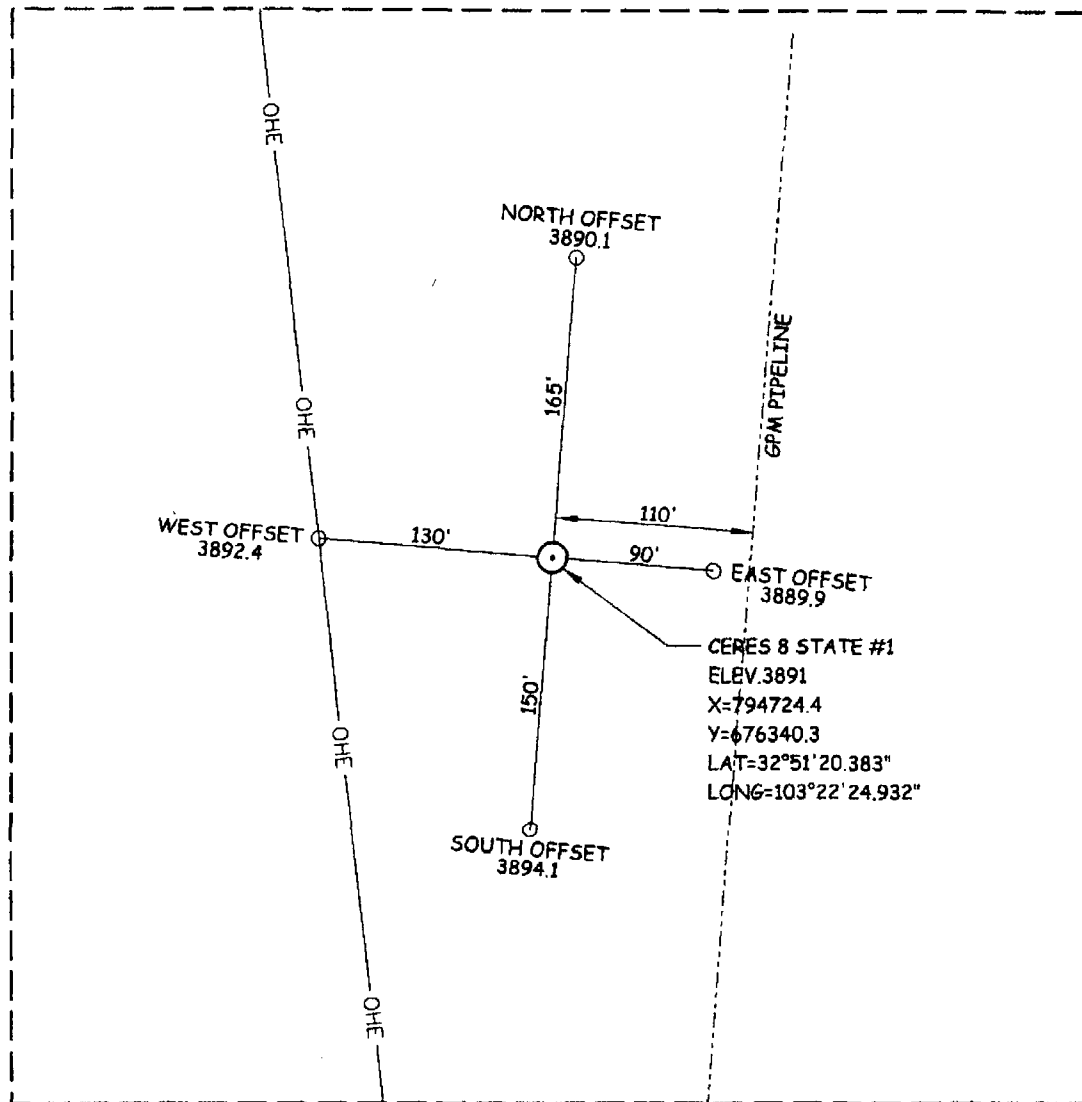 OHE
NORTH OFFSET
3890.1
GPM PIPELINE
165'
OHE
110'
WEST OFFSET
3892.4
130'
90'
EAST OFFSET
3889.9
CERES 8 STATE #1
ELEV.3891
X=794724.4
Y=676340.3
LAT=32°51'20.383"
LONG=103°22'24.932"
150'
OHE
SOUTH OFFSET
3894.1
OHE